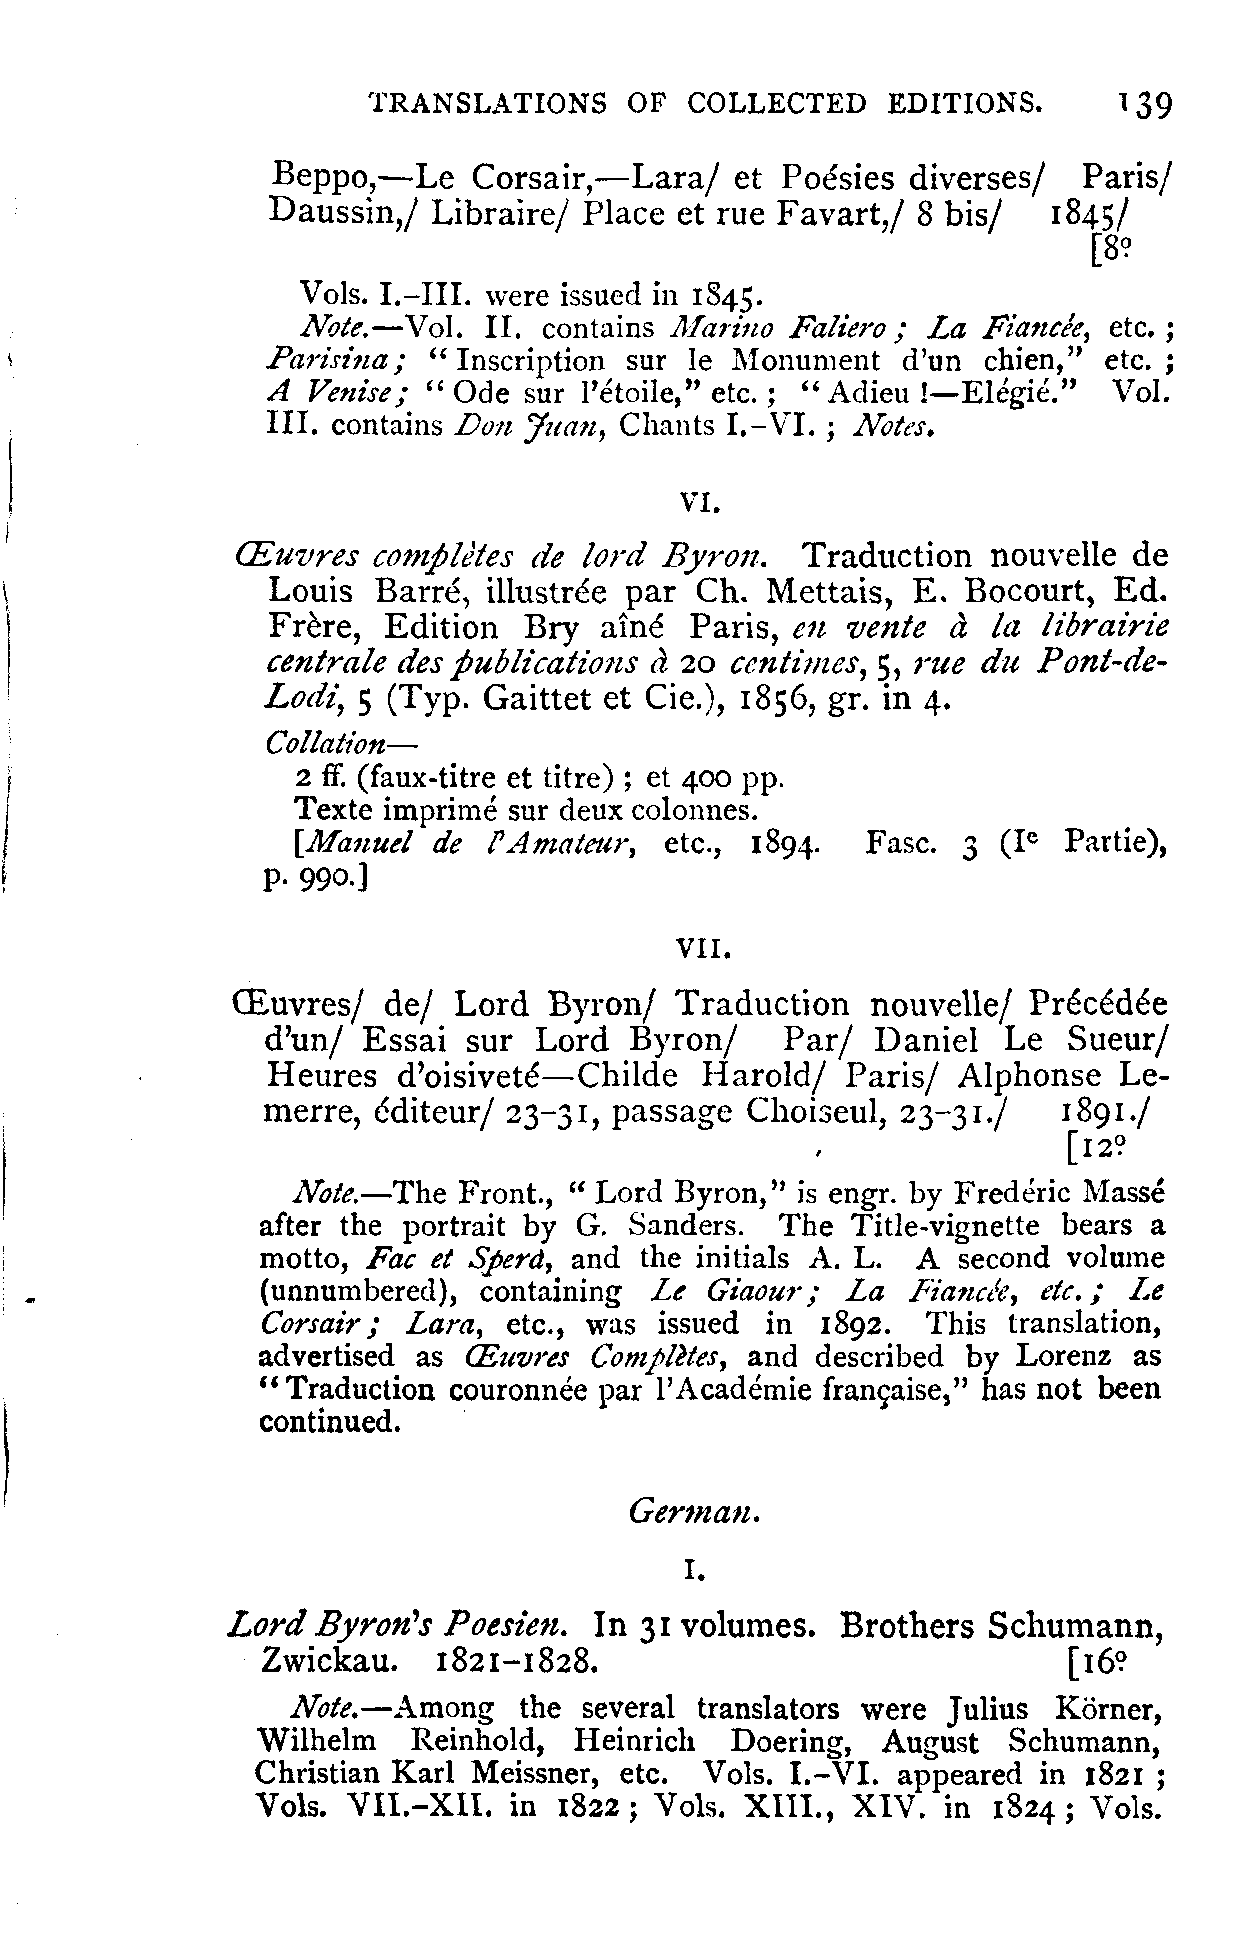 TRANSLATIONS OF COLLECTED EDITIONS. 139
Beppo,—Le Corsair,—Lara/ et Poésies diverses/ Paris/
Daussin,/ Libraire/ Place et rue Favart,/ 8 bis/ 1845/
[8º
Vols. I.–III. were issued in 1845.
Note.—Vol. II. contains Marino Faliero; La Fiancée, etc. ;
Parisina; “Inscription sur le Monument d'un chien,” etc. ;
A Venise; “Ode sur l'étoile,” etc. ; “Adieu !—Elégié.” Vol.
III. contains Don Juan, Chants I.–VI. ; Notes.
VI.
Œuvres complètes de lord Byron. Traduction nouvelle de
Louis Barré, illustrée par Ch. Mettais, E. Bocourt, Ed.
Frère, Edition Bry aîné Paris, en vente à la librairie
centrale des publications à 20 centimes, 5, rue du Pont-de-
Lodi, 5 (Typ. Gaittet et Cie.), 1856, gr. in 4.
Collation—
2 ff. (faux-titre et titre) ; et 400 pp.
Texte imprimé sur deux colonnes.
[Manuel de l'Amateur, etc., 1894. Fasc. 3 (Ie Partie),
p. 990.]
VII.
Œuvres/ de/ Lord Byron/ Traduction nouvelle/ Précédée
d'un/ Essai sur Lord Byron/ Par/ Daniel Le Sueur/
Heures d'oisiveté—Childe Harold/ Paris/ Alphonse Le-
merre, éditeur/ 23–31, passage Choiseul, 23–31./ 1891./
[12º
Note.—The Front., “Lord Byron,” is engr. by Fredéric Massé
after the portrait by G. Sanders. The Title-vignette bears a
motto, Fac et Sperà, and the initials A. L. A second volume
(unnumbered), containing Le Giaour; La Fiancée, etc.; Le
Corsair; Lara, etc., was issued in 1892. This translation,
advertised as Œuvres Complètes, and described by Lorenz as
“Traduction couronnée par l'Académie française,” has not been
continued.
German.
I.
Lord Byron's Poesien. In 31 volumes. Brothers Schumann,
Zwickau. 1821–1828. [16º
Note.—Among the several translators were Julius Körner,
Wilhelm Reinhold, Heinrich Doering, August Schumann,
Christian Karl Meissner, etc. Vols. I.–VI. appeared in 1821 ;
Vols. VII.–XII. in 1822 ; Vols. XIII., XIV. in 1824 ; Vols.